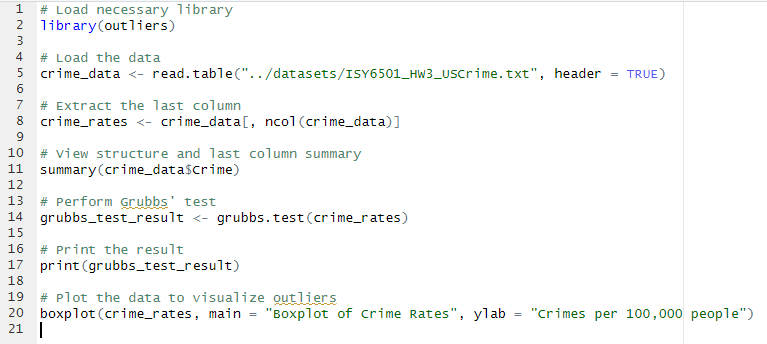 1 # Load necessary library
2 library(outliers)
3
4 # Load the data
5 crime_data <- read.table("../datasets/ISY6501_HW3_USCrime.txt", header = TRUE)
6
7 # Extract the last column
8 crime_rates <- crime_data[, ncol(crime_data)]
9
10 # View structure and last column summary
11 summary(crime_data$Crime)
12
13 # Perform Grubbs' test
14 grubbs_test_result <- grubbs.test(crime_rates)
15
16 # Print the result
17 print(grubbs_test_result)
18
19 # Plot the data to visualize outliers
20 boxplot(crime_rates, main = "Boxplot of Crime Rates", ylab = "Crimes per 100,000 people")
21